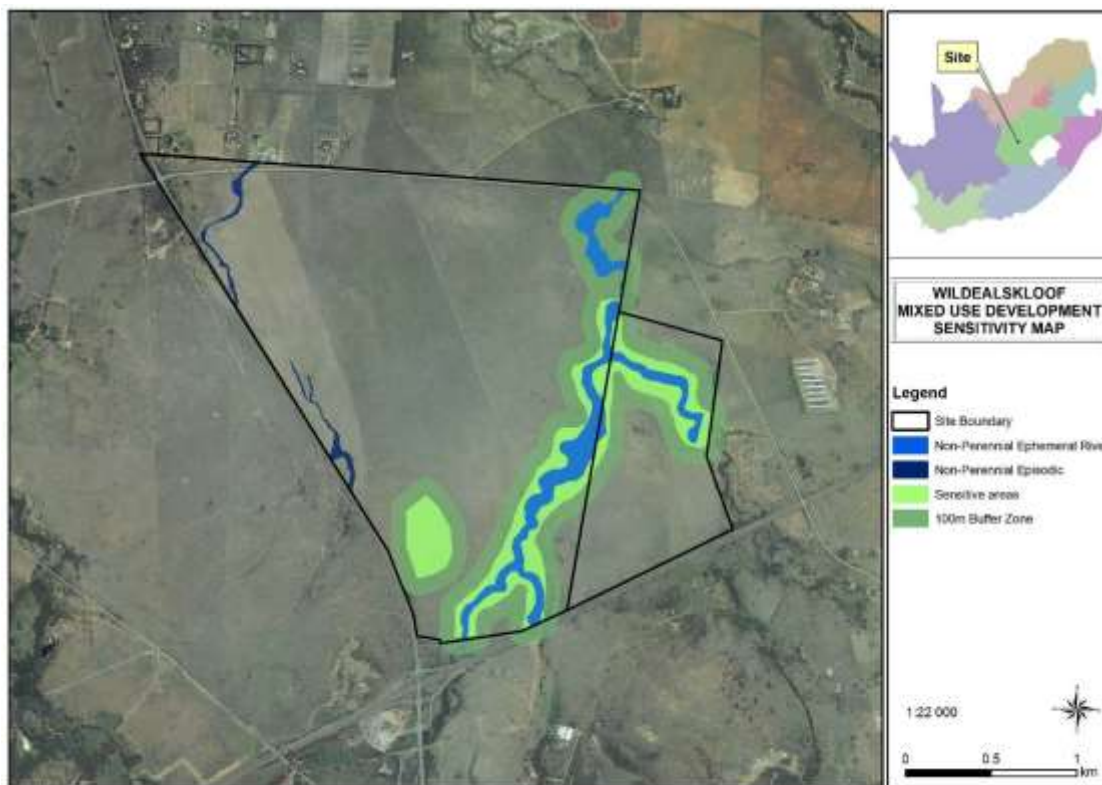 Site
WILDEALSKLOOF
MIXED USE DEVELOPMENT
SENSITIVITY MAP
Legend
Site Boundary
Non-Perennial Ephemeral Rive
Non-Perennial Episodic
Sensitive areas
100m Buffer Zone
1:22 000
0 0.5 1
km